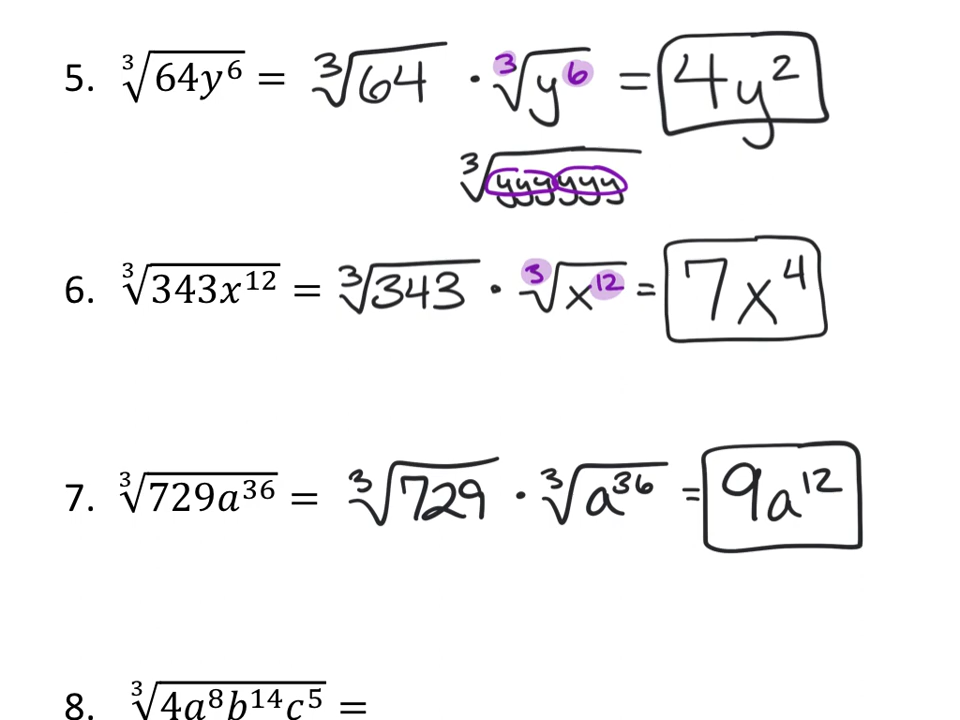 5. ∛(64y⁶) = ∛64 · ∛(y⁶) = 4y²
∛(yyyyyy)
6. ∛(343x¹²) = ∛343 · ∛(x¹²) = 7x⁴
7. ∛(729a³⁶) = ∛729 · ∛(a³⁶) = 9a¹²
8. ∛(4a⁸b¹⁴c⁵) =